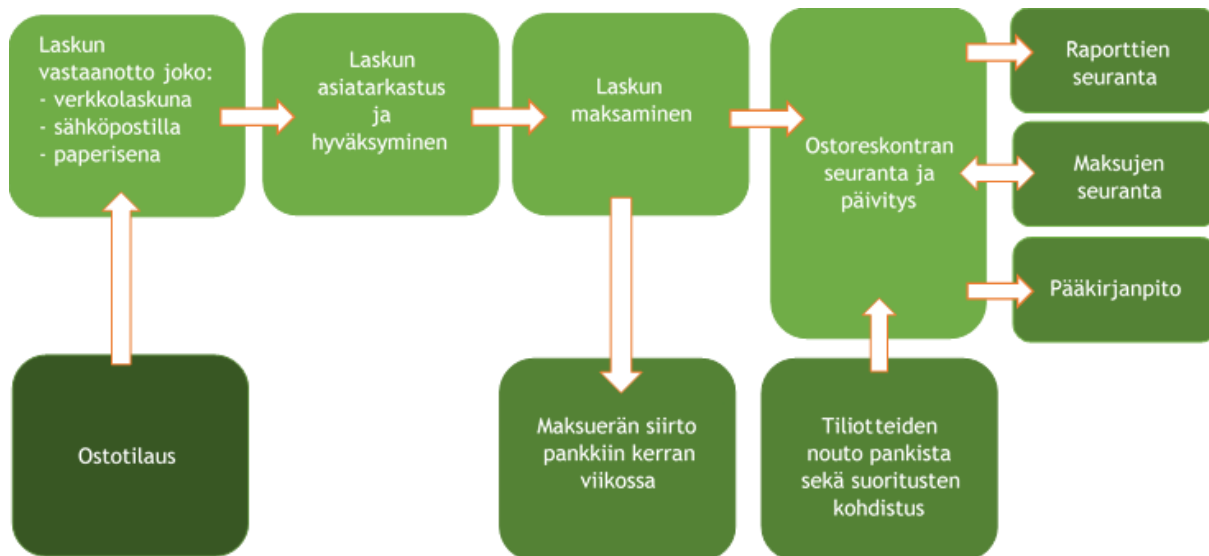 Laskun
vastaanotto joko:
- verkkolaskuna
- sähköpostilla
- paperisena
Laskun
asiatarkastus
ja
hyväksyminen
Laskun
maksaminen
Ostoreskontran
seuranta ja
päivitys
Raporttien
seuranta
Maksujen
seuranta
Pääkirjanpito
Ostotilaus
Maksuerän siirto
pankkiin kerran
viikossa
Tiliotteiden
nouto pankista
sekä suoritusten
kohdistus